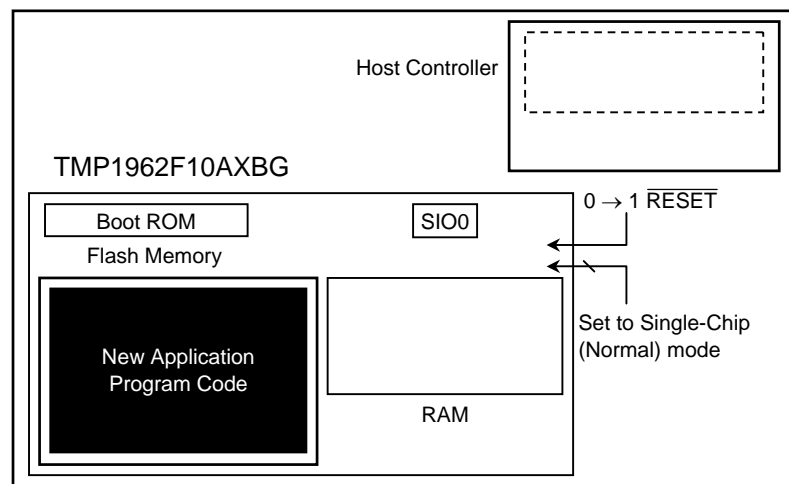 Host Controller
TMP1962F10AXBG
0 → 1 RESET
Boot ROM
SIO0
Flash Memory
Set to Single-Chip
(Normal) mode
New Application
Program Code
RAM